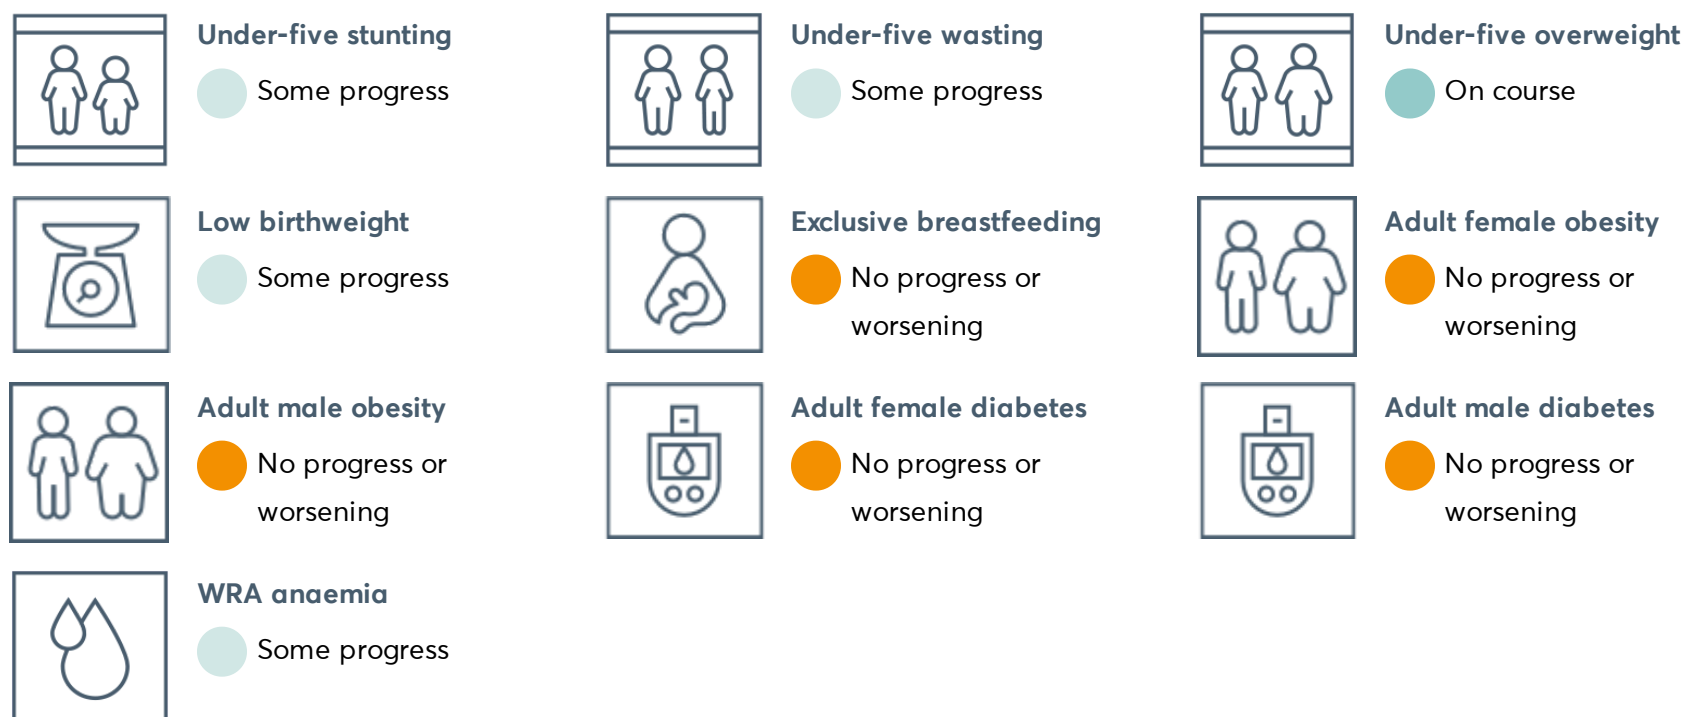 Under-five stunting
Some progress
Under-five wasting
Some progress
Under-five overweight
On course
Low birthweight
Some progress
Exclusive breastfeeding
No progress or
worsening
Adult female obesity
No progress or
worsening
Adult male obesity
No progress or
worsening
Adult female diabetes
No progress or
worsening
Adult male diabetes
No progress or
worsening
WRA anaemia
Some progress